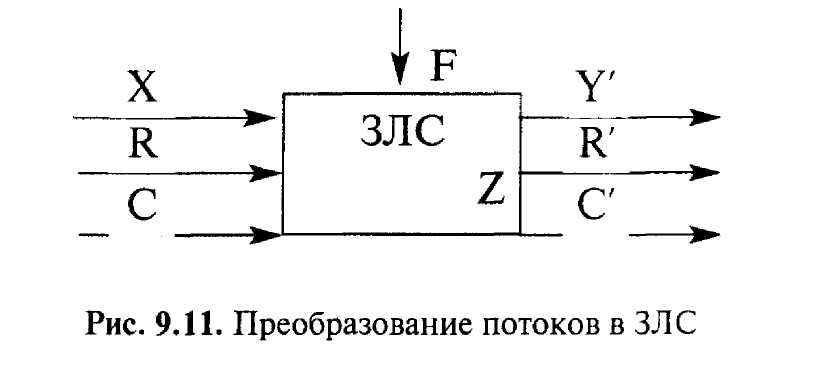 F
X
Y′
ЗЛС
R
R′
Z
C
C′
Рис. 9.11. Преобразование потоков в ЗЛС